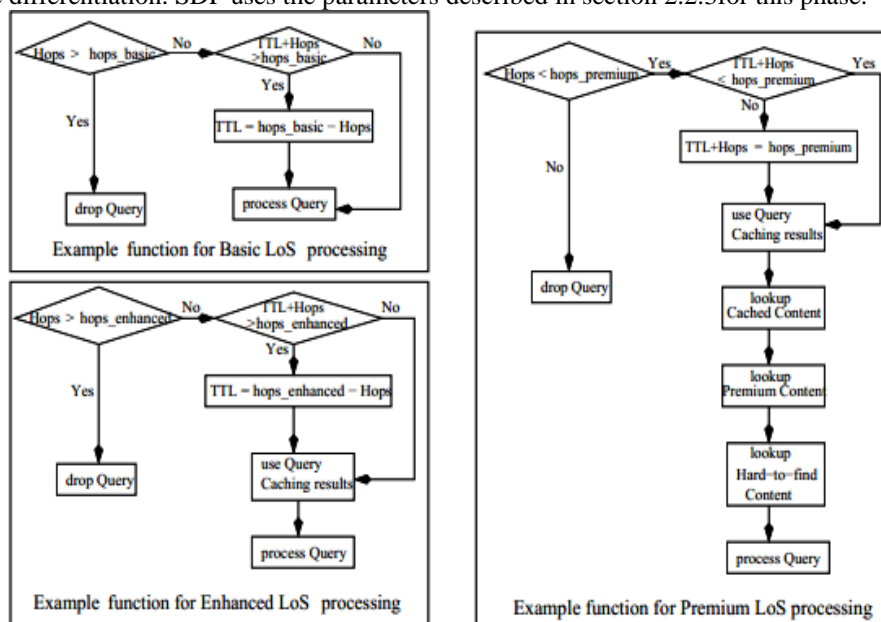 differentiation. SDP uses the parameters described in section 2.2.3for this phase.
Hops > hops_basic
No
TTL+Hops
>hops_basic
No
Yes
Yes
TTL = hops_basic − Hops
drop Query
process Query
Example function for Basic LoS processing
Hops > hops_enhanced
No
TTL+Hops
>hops_enhanced
No
Yes
Yes
TTL = hops_enhanced − Hops
drop Query
use Query
Caching results
process Query
Example function for Enhanced LoS processing
Hops < hops_premium
Yes
TTL+Hops
< hops_premium
Yes
No
No
TTL+Hops = hops_premium
use Query
Caching results
drop Query
lookup
Cached Content
lookup
Premium Content
lookup
Hard−to−find
Content
process Query
Example function for Premium LoS processing